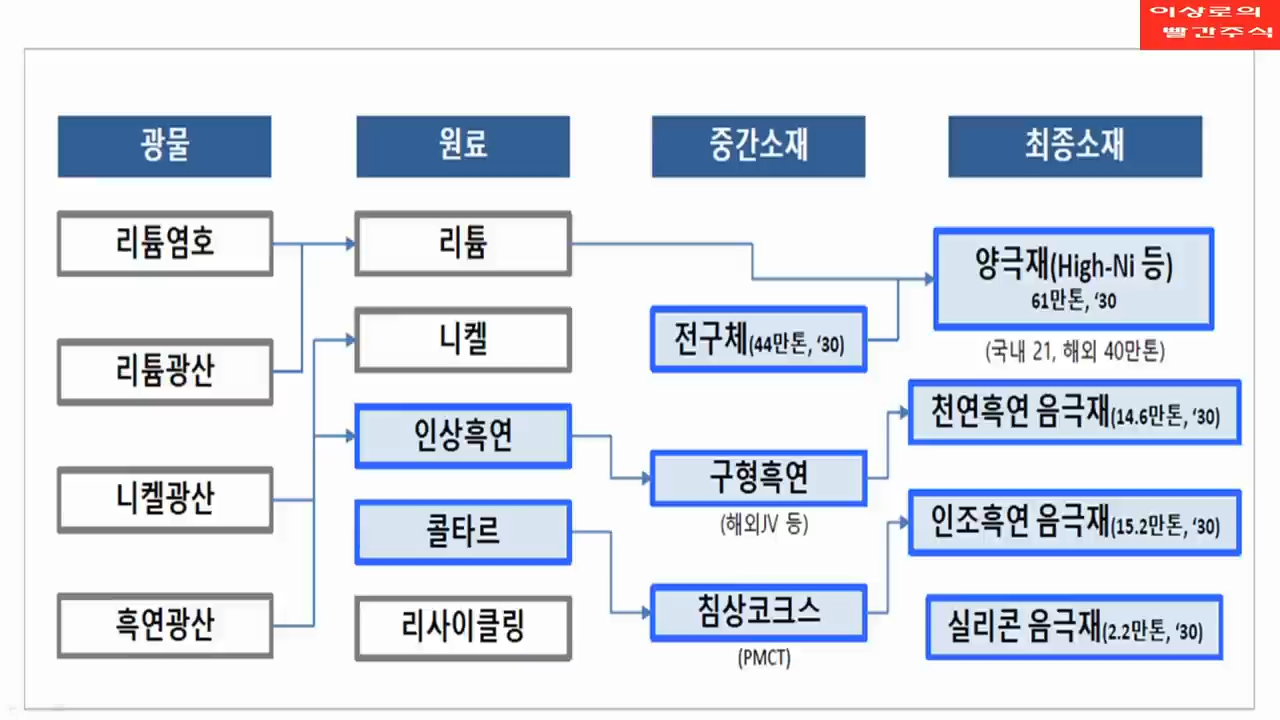 이상로의
빨간주식
광물
원료
중간소재
최종소재
리튬염호
리튬
양극재(High-Ni 등)
61만톤, ‘30
(국내 21, 해외 40만톤)
리튬광산
니켈
전구체(44만톤, ‘30)
천연흑연 음극재(14.6만톤, ‘30)
인상흑연
니켈광산
구형흑연
(해외JV 등)
인조흑연 음극재(15.2만톤, ‘30)
콜타르
흑연광산
리사이클링
침상코크스
(PMCT)
실리콘 음극재(2.2만톤, ‘30)